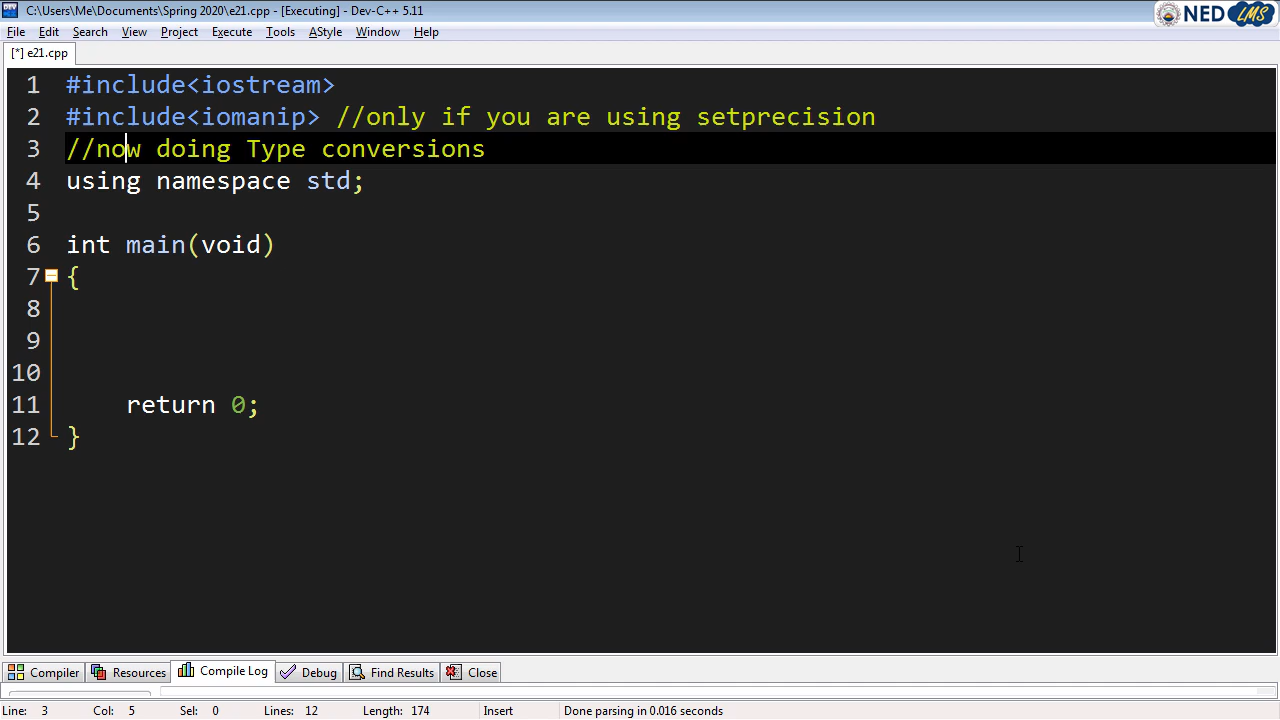 C:\Users\Me\Documents\Spring 2020\e21.cpp - [Executing] - Dev-C++ 5.11
NED LMS
File Edit Search View Project Execute Tools AStyle Window Help
[*] e21.cpp
1 #include<iostream>
2 #include<iomanip> //only if you are using setprecision
3 //now doing Type conversions
4 using namespace std;
5
6 int main(void)
7 {
8
9
10
11 return 0;
12 }
Compiler Resources Compile Log Debug Find Results Close
Line: 3 Col: 5 Sel: 0 Lines: 12 Length: 174 Insert Done parsing in 0.016 seconds